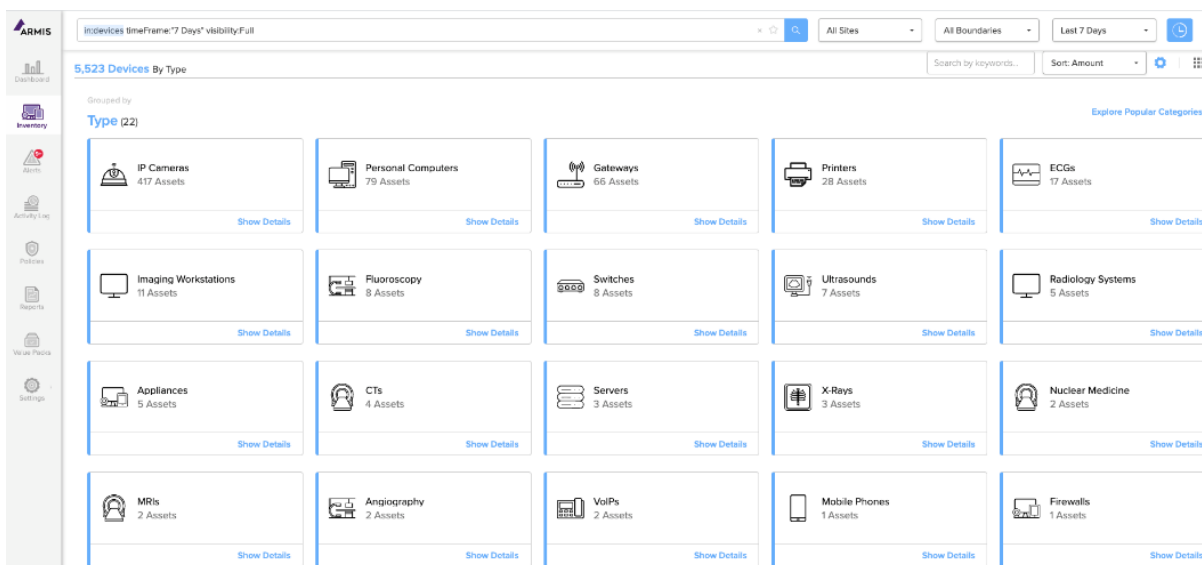 ARMIS
in:devices timeFrame:"7 Days" visibility:Full
All Sites
All Boundaries
Last 7 Days
Dashboard
Inventory
Alerts
Activity Log
Policies
Reports
Value Packs
Settings
5,523 Devices By Type
Search by keywords...
Sort: Amount
Grouped by
Type (22)
Explore Popular Categories
IP Cameras
417 Assets
Show Details
Personal Computers
79 Assets
Show Details
Gateways
66 Assets
Show Details
Printers
28 Assets
Show Details
ECGs
17 Assets
Show Details
Imaging Workstations
11 Assets
Show Details
Fluoroscopy
8 Assets
Show Details
Switches
8 Assets
Show Details
Ultrasounds
7 Assets
Show Details
Radiology Systems
5 Assets
Show Details
Appliances
5 Assets
Show Details
CTs
4 Assets
Show Details
Servers
3 Assets
Show Details
X-Rays
3 Assets
Show Details
Nuclear Medicine
2 Assets
Show Details
MRIs
2 Assets
Show Details
Angiography
2 Assets
Show Details
VoIPs
2 Assets
Show Details
Mobile Phones
1 Assets
Show Details
Firewalls
1 Assets
Show Details